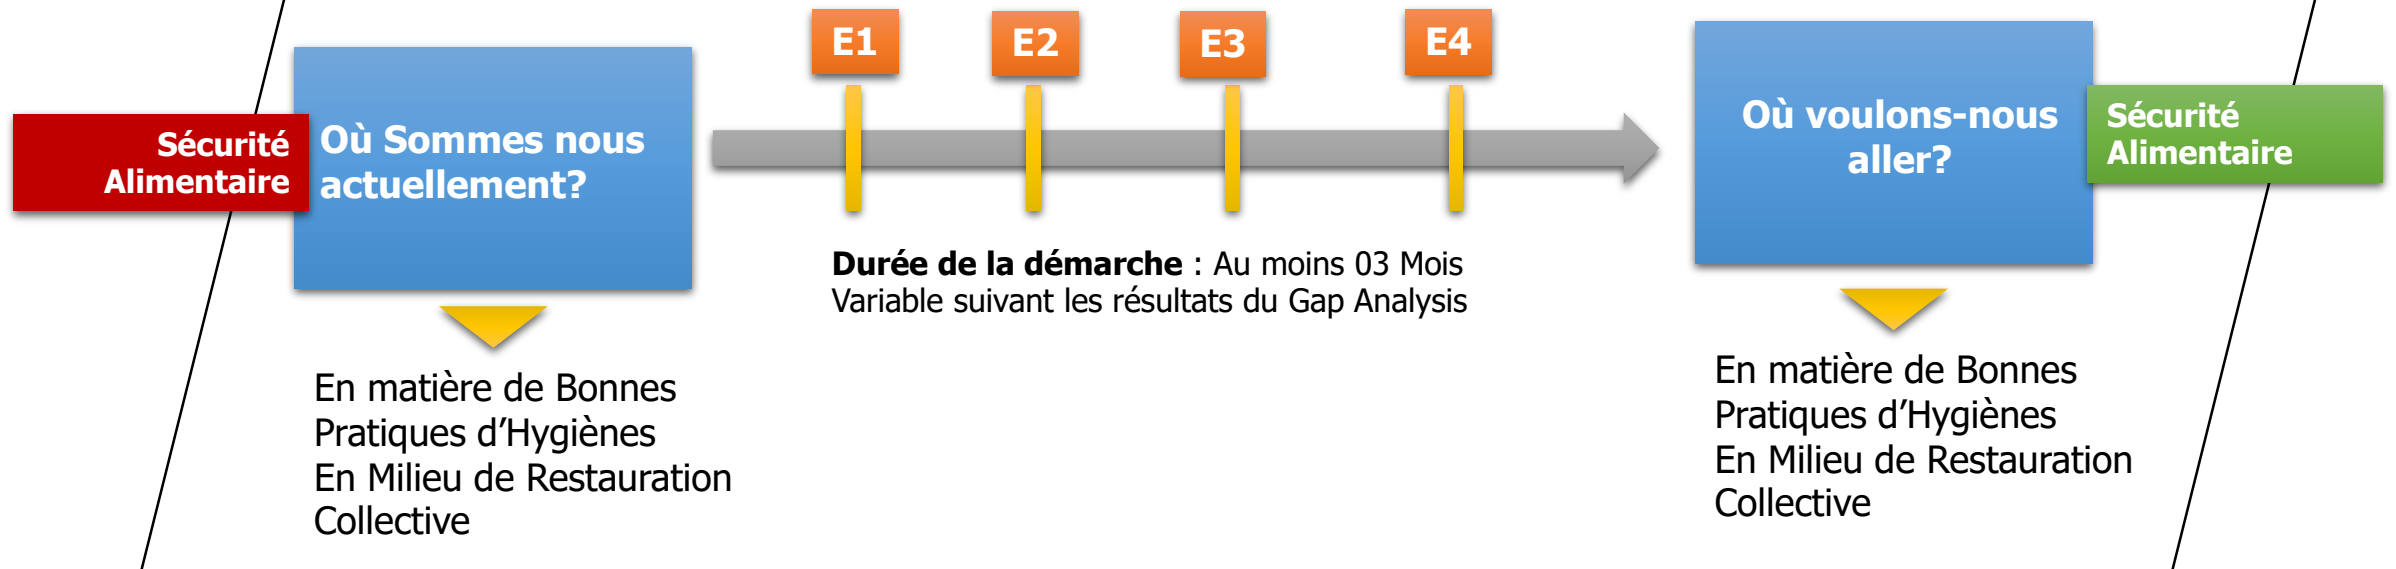 Sécurité
Alimentaire
Où Sommes nous
actuellement?
En matière de Bonnes
Pratiques d’Hygiènes
En Milieu de Restauration
Collective
E1
E2
E3
E4
Durée de la démarche : Au moins 03 Mois
Variable suivant les résultats du Gap Analysis
Où voulons-nous
aller?
Sécurité
Alimentaire
En matière de Bonnes
Pratiques d’Hygiènes
En Milieu de Restauration
Collective